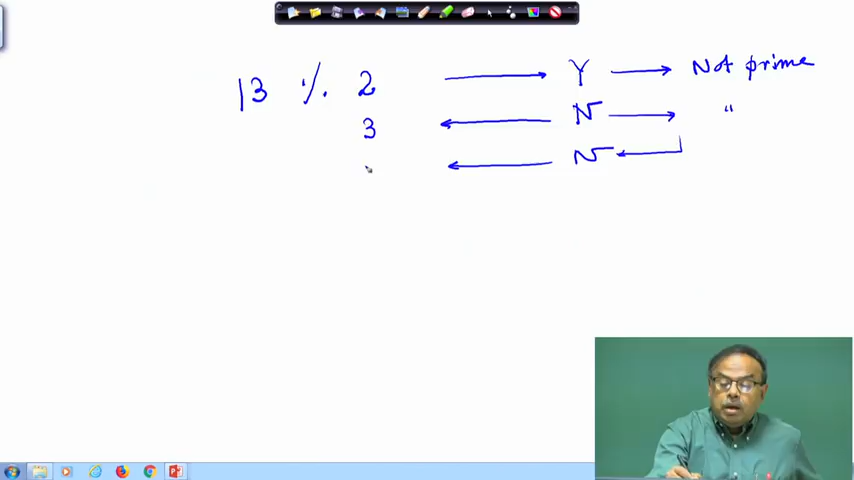 13 % 2 → Y → Not prime
3 ← N → "
← N ←